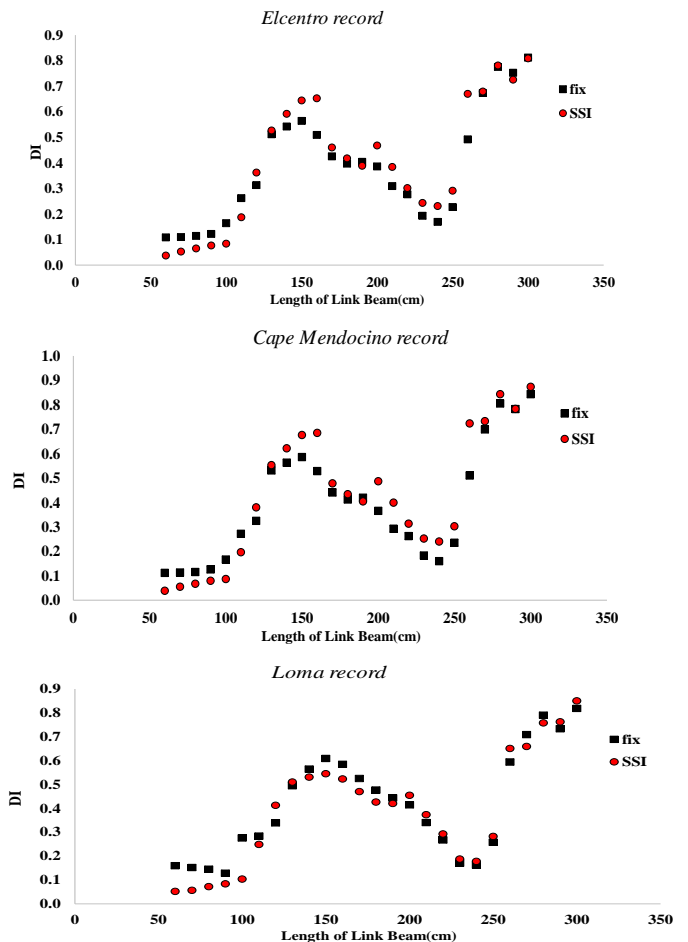 Elcentro record
0.9
0.8
0.7
0.6
0.5
0.4
0.3
0.2
0.1
0.0
DI
fix
SSI
0 50 100 150 200 250 300 350
Length of Link Beam(cm)
Cape Mendocino record
1.0
0.9
0.8
0.7
0.6
0.5
0.4
0.3
0.2
0.1
0.0
DI
fix
SSI
0 50 100 150 200 250 300 350
Length of Link Beam(cm)
Loma record
0.9
0.8
0.7
0.6
0.5
0.4
0.3
0.2
0.1
0.0
DI
fix
SSI
0 50 100 150 200 250 300 350
Length of Link Beam(cm)